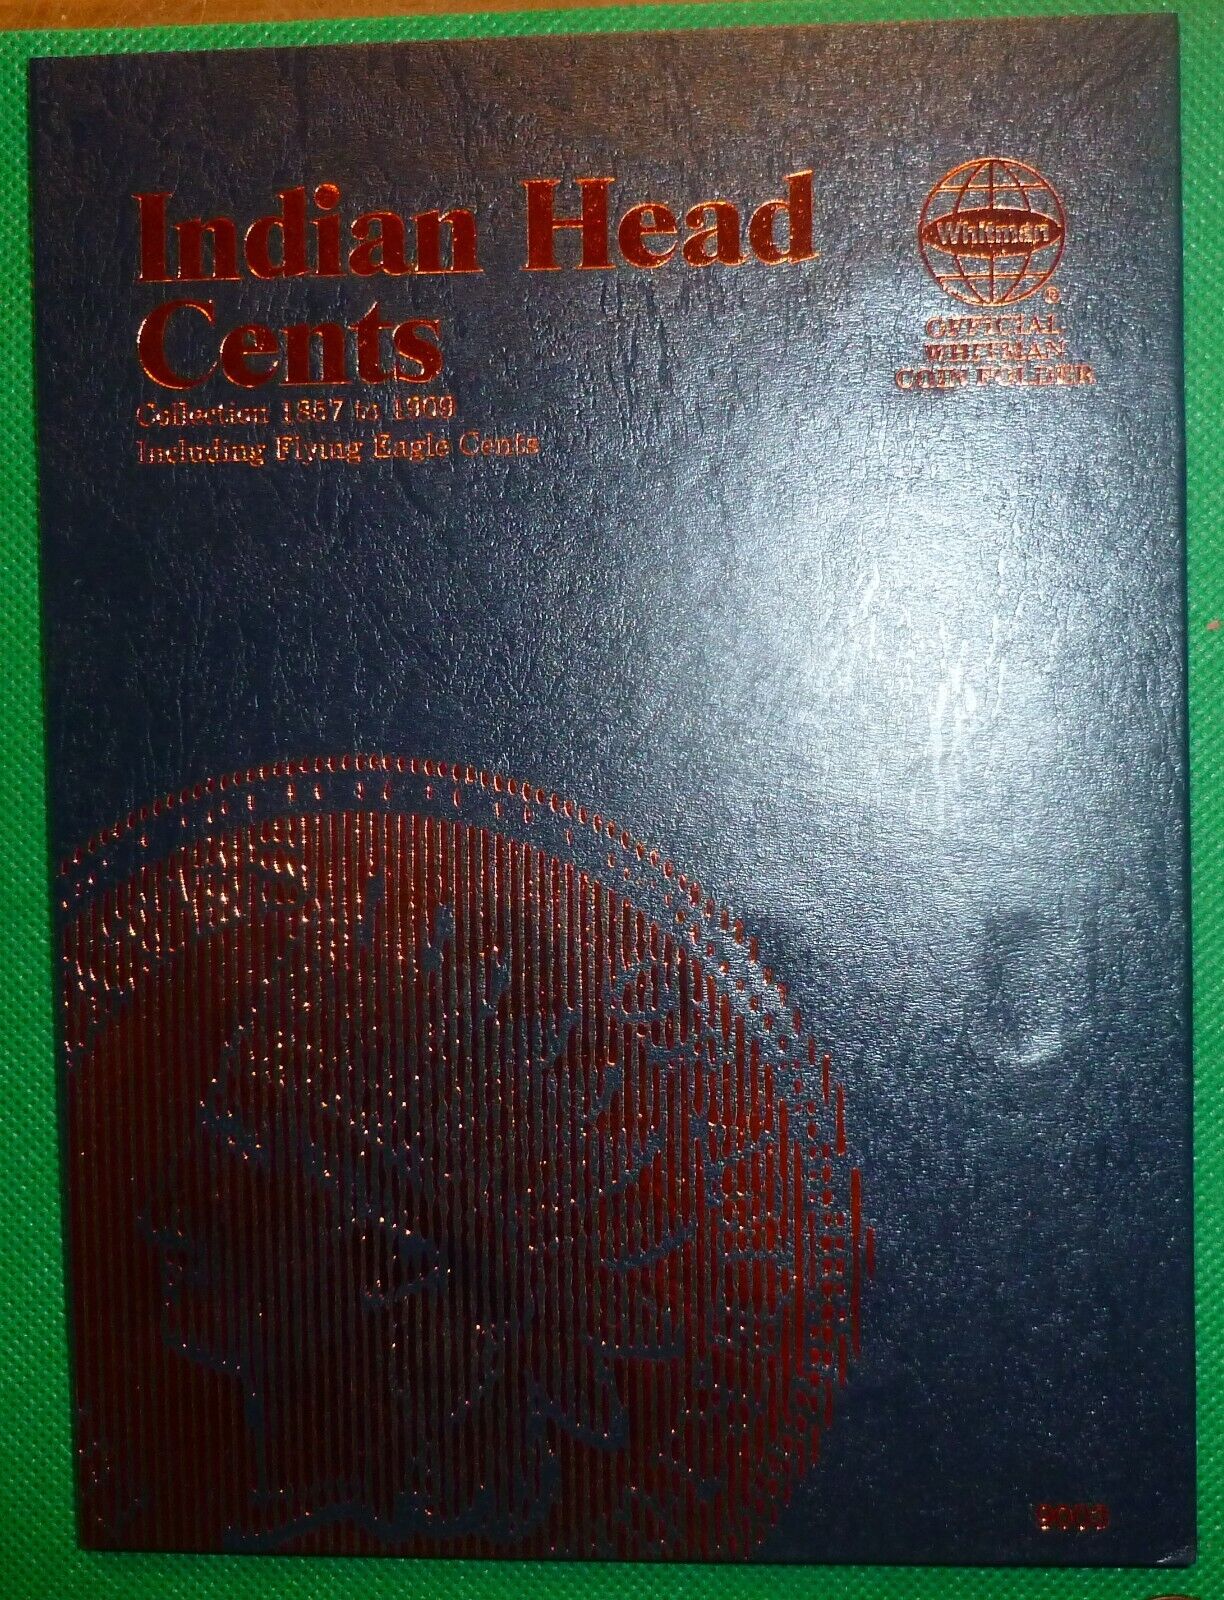 Indian Head
Cents
Collection 1857 to 1909
Including Flying Eagle Cents
Whitman
®
OFFICIAL
WHITMAN
COIN FOLDER
9003